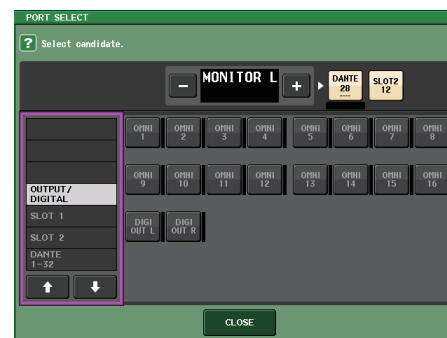 PORT SELECT
? Select candidate.
− MONITOR L + DANTE 28 ---- SLOT2 12
OMNI 1 OMNI 2 OMNI 3 OMNI 4 OMNI 5 OMNI 6 OMNI 7 OMNI 8
OMNI 9 OMNI 10 OMNI 11 OMNI 12 OMNI 13 OMNI 14 OMNI 15 OMNI 16
DIGI OUT L DIGI OUT R
OUTPUT/
DIGITAL
SLOT 1
SLOT 2
DANTE
1-32
CLOSE